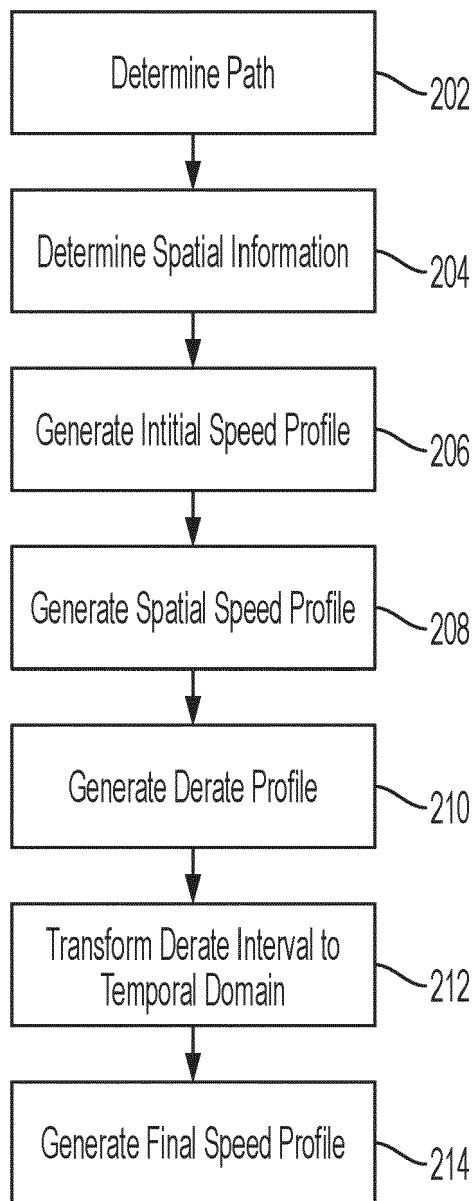 Determine Path
202
Determine Spatial Information
204
Generate Intitial Speed Profile
206
Generate Spatial Speed Profile
208
Generate Derate Profile
210
Transform Derate Interval to
Temporal Domain
212
Generate Final Speed Profile
214